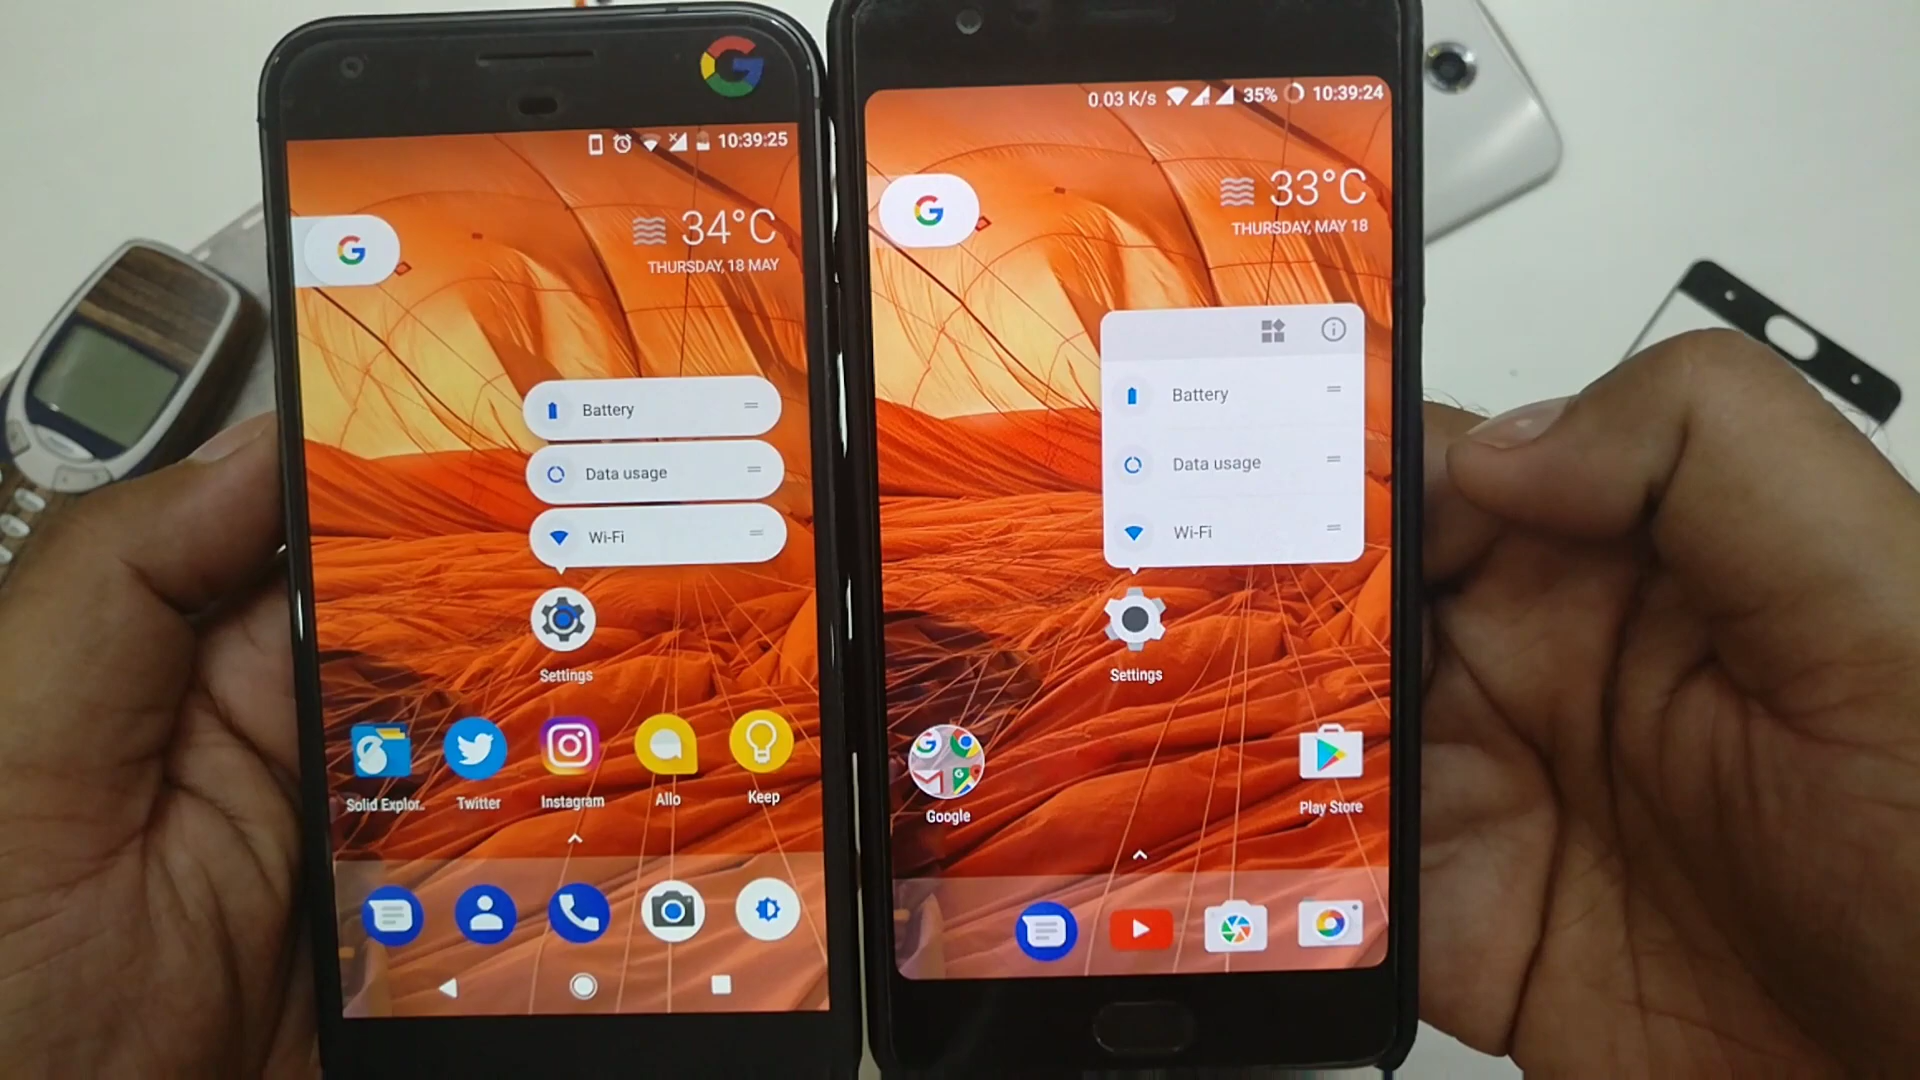 10:39:25
34°C
THURSDAY, 18 MAY
Battery
Data usage
Wi-Fi
Settings
Solid Explor..
Twitter
Instagram
Allo
Keep
0.03 K/s 35% 10:39:24
33°C
THURSDAY, MAY 18
Battery
Data usage
Wi-Fi
Settings
Google
Play Store